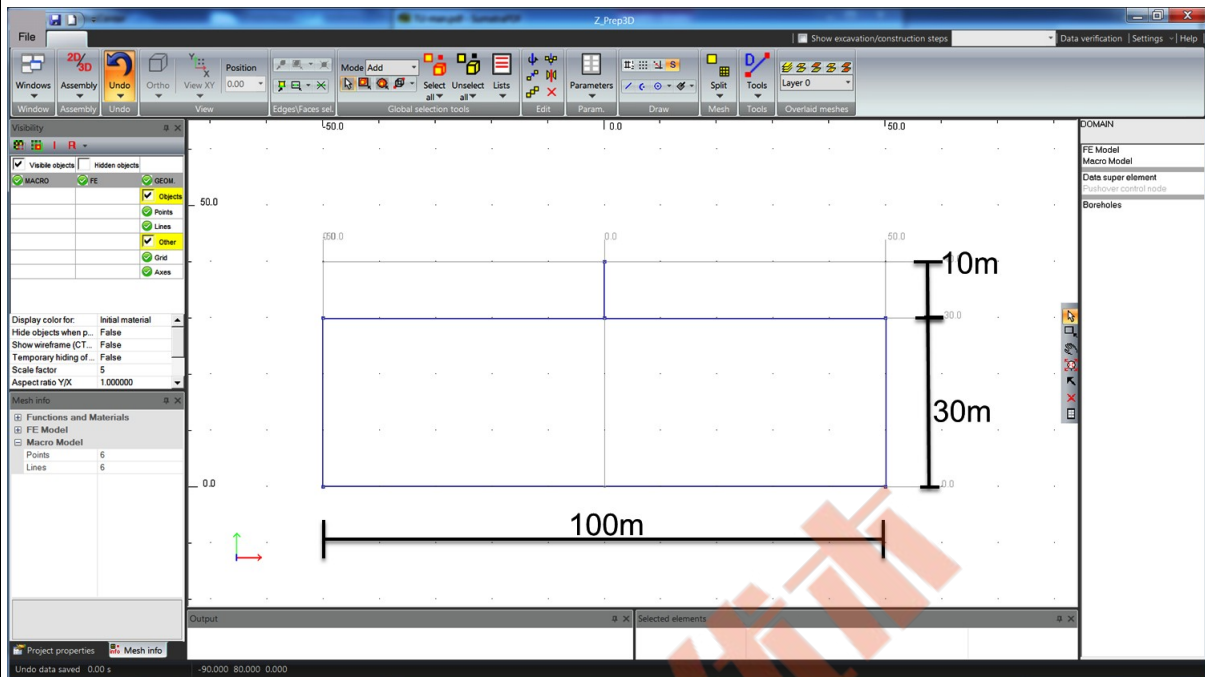 TU-man.pdf - SumatraPDF
Z_Prep3D
File
Show excavation/construction steps
Data verification | Settings | Help
Windows
Assembly
Undo
Ortho
View XY
Position
0.00
Mode Add
Select all
Unselect all
Lists
Parameters
Split
Tools
Layer 0
Window
Assembly
Undo
View
Edges\Faces sel.
Global selection tools
Edit
Param.
Draw
Mesh
Tools
Overlaid meshes
Visibility
Visibile objects
Hidden objects
MACRO
FE
GEOM.
Objects
Points
Lines
Other
Grid
Axes
Display color for: Initial material
Hide objects when p... False
Show wireframe (CT... False
Temporary hiding of ... False
Scale factor 5
Aspect ratio Y/X 1.000000
Mesh info
Functions and Materials
FE Model
Macro Model
Points 6
Lines 6
Project properties
Mesh info
Undo data saved 0.00 s
-90.000 80.000 0.000
-50.0
0.0
50.0
50.0
0.0
50.0
10m
30.0
30m
0.0
0.0
100m
Output
Selected elements
DOMAIN
FE Model
Macro Model
Data super element
Pushover control node
Boreholes